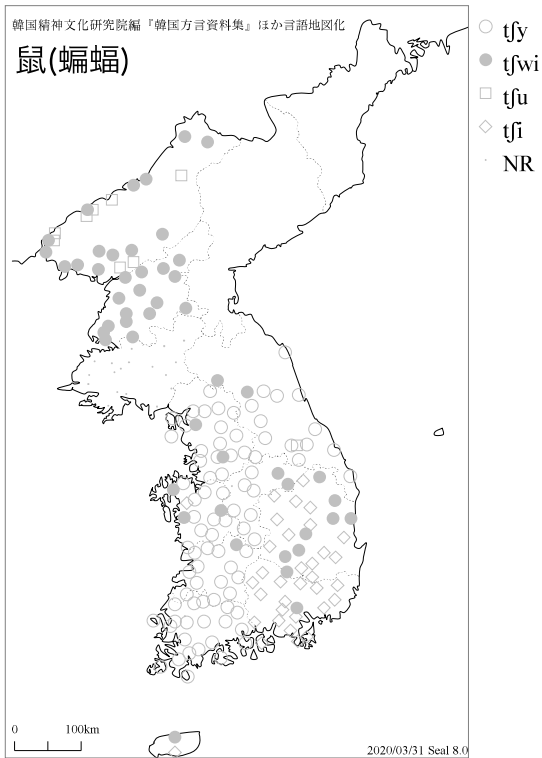 韓国精神文化研究院編『韓国方言資料集』ほか言語地図化
鼠(蝙蝠)
tʃy
tʃwi
tʃu
tʃi
NR
0 100km
2020/03/31 Seal 8.0